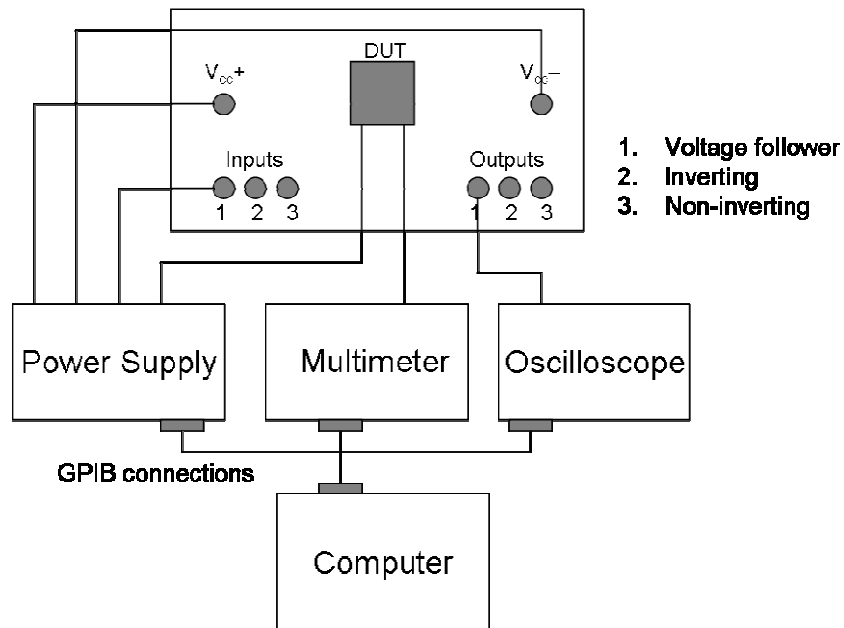 DUT
Vcc+
Vcc–
Inputs
Outputs
1 2 3
1 2 3
1. Voltage follower
2. Inverting
3. Non-inverting
Power Supply
Multimeter
Oscilloscope
GPIB connections
Computer